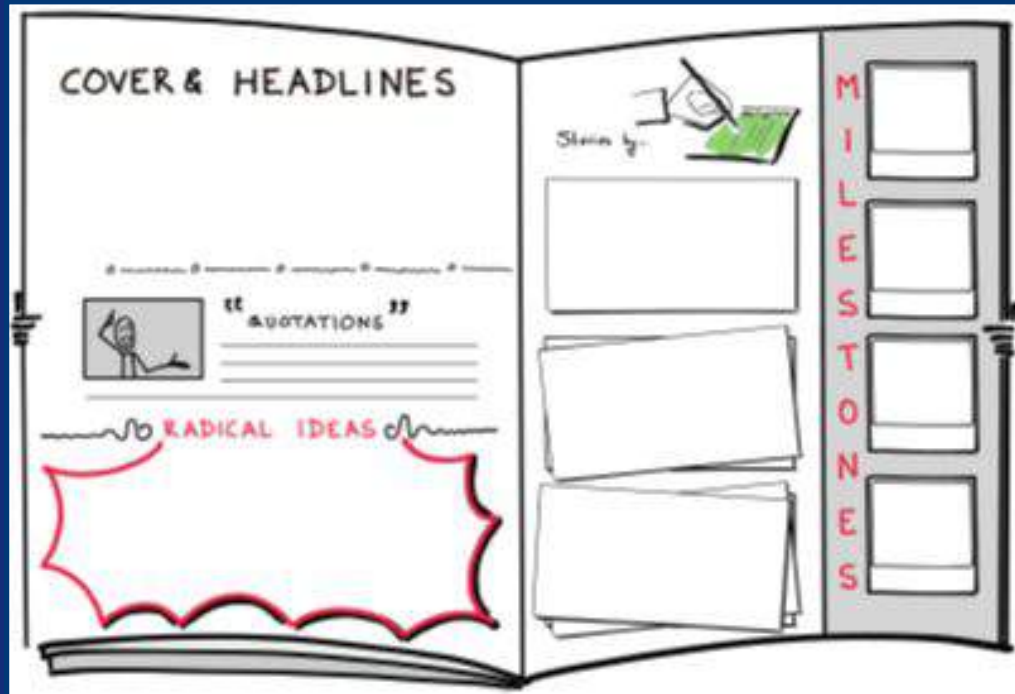 COVER & HEADLINES
"QUOTATIONS"
RADICAL IDEAS
Stories by..
MILESTONES